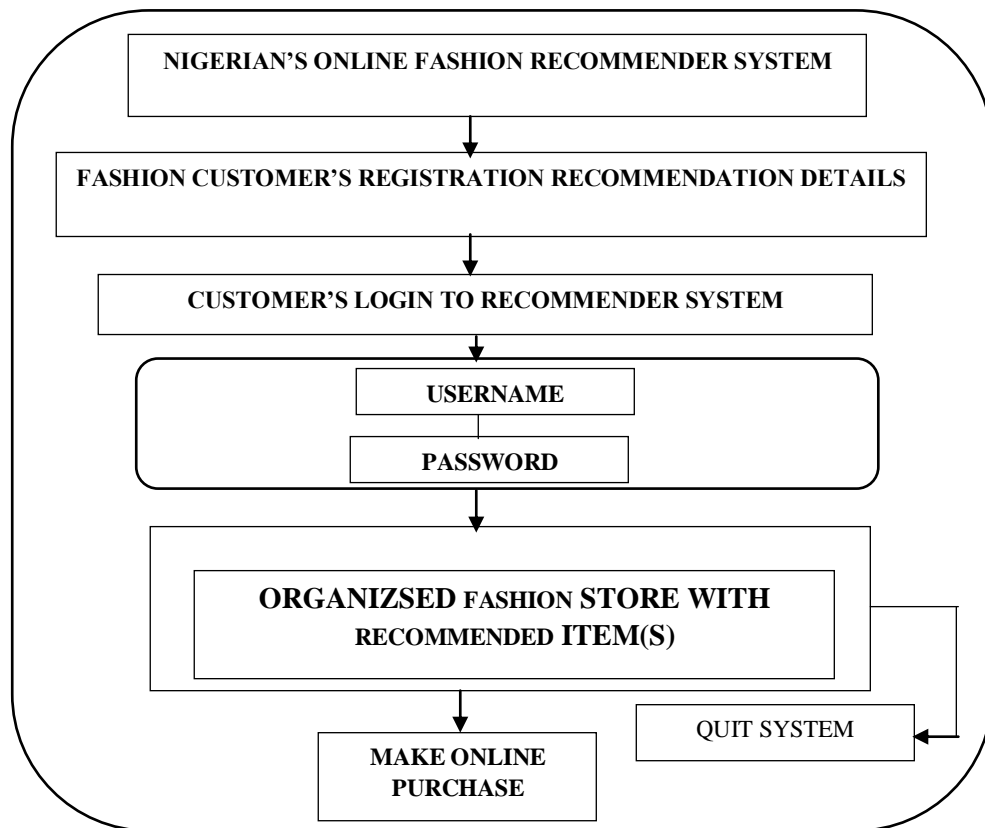 NIGERIAN’S ONLINE FASHION RECOMMENDER SYSTEM
FASHION CUSTOMER’S REGISTRATION RECOMMENDATION DETAILS
CUSTOMER’S LOGIN TO RECOMMENDER SYSTEM
USERNAME
PASSWORD
ORGANIZSED FASHION STORE WITH
RECOMMENDED ITEM(S)
QUIT SYSTEM
MAKE ONLINE
PURCHASE